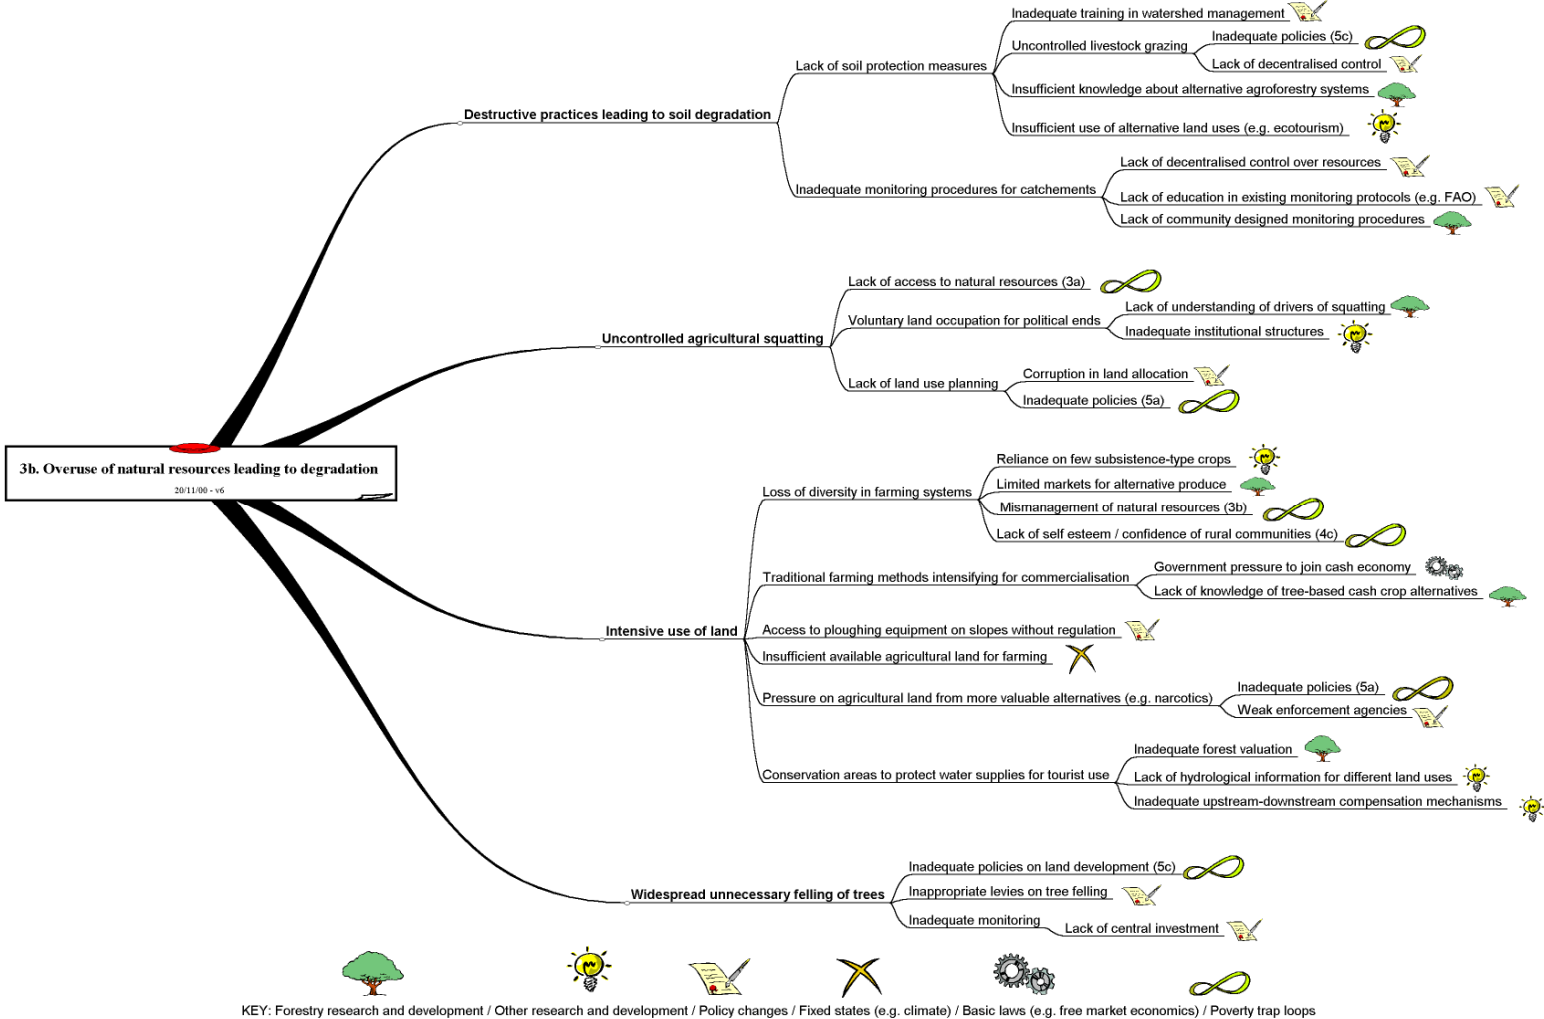 Inadequate training in watershed management
Uncontrolled livestock grazing
Inadequate policies (5c)
Lack of decentralised control
Lack of soil protection measures
Insufficient knowledge about alternative agroforestry systems
Insufficient use of alternative land uses (e.g. ecotourism)
Destructive practices leading to soil degradation
Inadequate monitoring procedures for catchements
Lack of decentralised control over resources
Lack of education in existing monitoring protocols (e.g. FAO)
Lack of community designed monitoring procedures
Uncontrolled agricultural squatting
Lack of access to natural resources (3a)
Voluntary land occupation for political ends
Lack of understanding of drivers of squatting
Inadequate institutional structures
Lack of land use planning
Corruption in land allocation
Inadequate policies (5a)
3b. Overuse of natural resources leading to degradation
20/11/00 - v6
Intensive use of land
Loss of diversity in farming systems
Reliance on few subsistence-type crops
Limited markets for alternative produce
Mismanagement of natural resources (3b)
Lack of self esteem / confidence of rural communities (4c)
Traditional farming methods intensifying for commercialisation
Government pressure to join cash economy
Lack of knowledge of tree-based cash crop alternatives
Access to ploughing equipment on slopes without regulation
Insufficient available agricultural land for farming
Pressure on agricultural land from more valuable alternatives (e.g. narcotics)
Inadequate policies (5a)
Weak enforcement agencies
Conservation areas to protect water supplies for tourist use
Inadequate forest valuation
Lack of hydrological information for different land uses
Inadequate upstream-downstream compensation mechanisms
Widespread unnecessary felling of trees
Inadequate policies on land development (5c)
Inappropriate levies on tree felling
Inadequate monitoring
Lack of central investment
KEY: Forestry research and development / Other research and development / Policy changes / Fixed states (e.g. climate) / Basic laws (e.g. free market economics) / Poverty trap loops